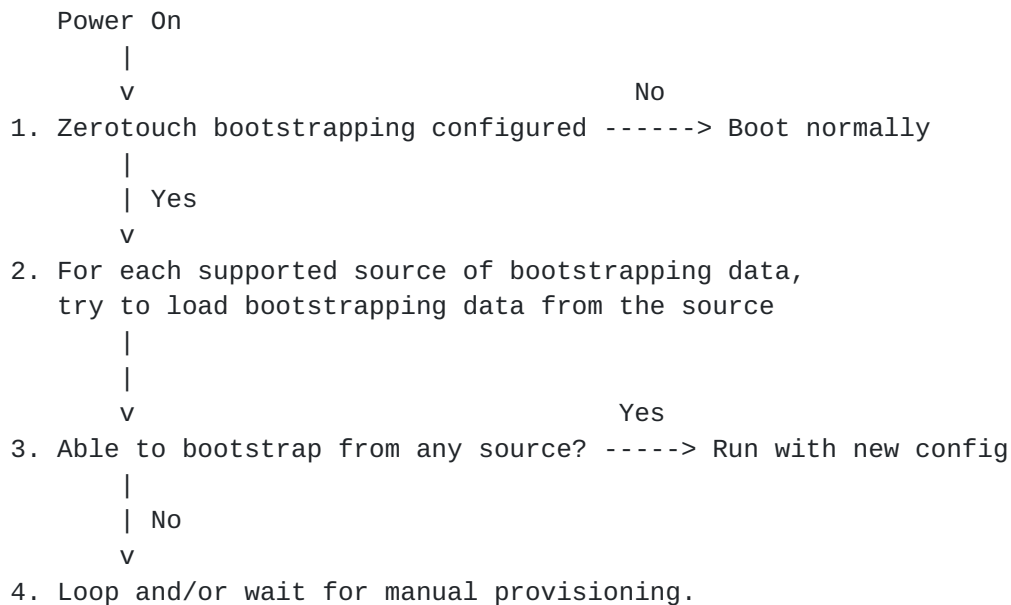 Power On
|
v No
1. Zerotouch bootstrapping configured ------> Boot normally
|
| Yes
v
2. For each supported source of bootstrapping data,
try to load bootstrapping data from the source
|
|
v Yes
3. Able to bootstrap from any source? -----> Run with new config
|
| No
v
4. Loop and/or wait for manual provisioning.